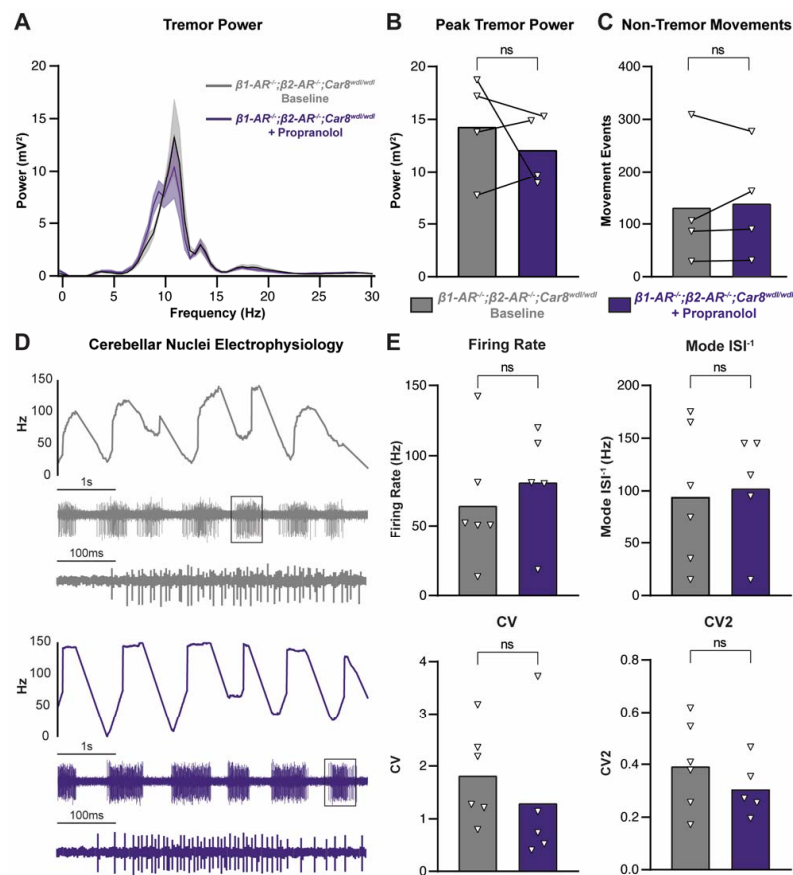 A
Tremor Power
20
15
10
5
0
Power (mV²)
0 5 10 15 20 25 30
Frequency (Hz)
β1-AR⁻/⁻;β2-AR⁻/⁻;Car8ʷᵈˡ/ʷᵈˡ
Baseline
β1-AR⁻/⁻;β2-AR⁻/⁻;Car8ʷᵈˡ/ʷᵈˡ
+ Propranolol
B
Peak Tremor Power
ns
20
15
10
5
0
Power (mV²)
C
Non-Tremor Movements
ns
400
300
200
100
0
Movement Events
β1-AR⁻/⁻;β2-AR⁻/⁻;Car8ʷᵈˡ/ʷᵈˡ
Baseline
β1-AR⁻/⁻;β2-AR⁻/⁻;Car8ʷᵈˡ/ʷᵈˡ
+ Propranolol
D
Cerebellar Nuclei Electrophysiology
150
100
50
0
Hz
1s
100ms
150
100
50
0
Hz
1s
100ms
E
Firing Rate
ns
150
100
50
0
Firing Rate (Hz)
Mode ISI⁻¹
ns
200
150
100
50
0
Mode ISI⁻¹ (Hz)
CV
ns
4
3
2
1
0
CV
CV2
ns
0.8
0.6
0.4
0.2
0.0
CV2